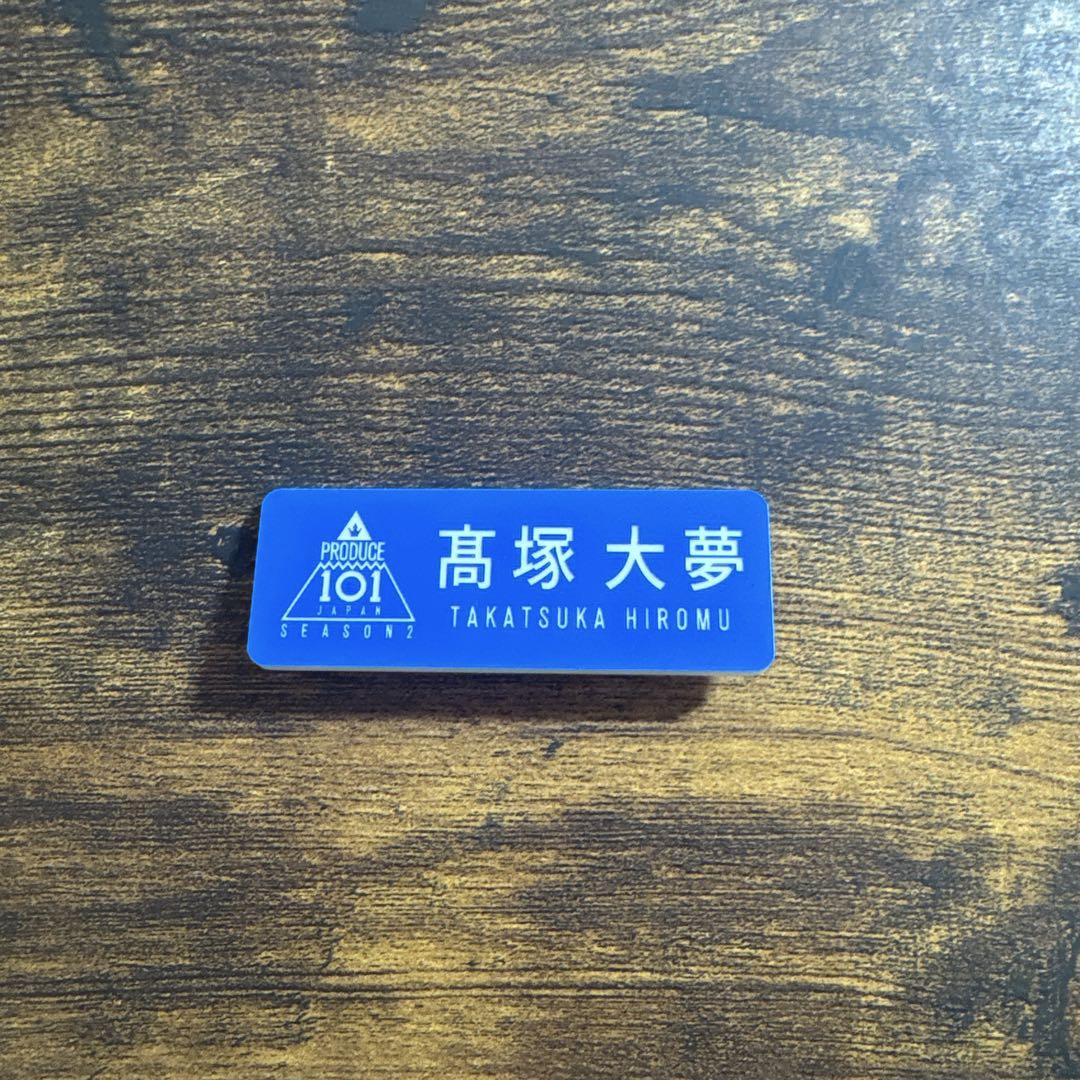 PRODUCE
101
JAPAN
SEASON2
髙塚 大夢
TAKATSUKA HIROMU